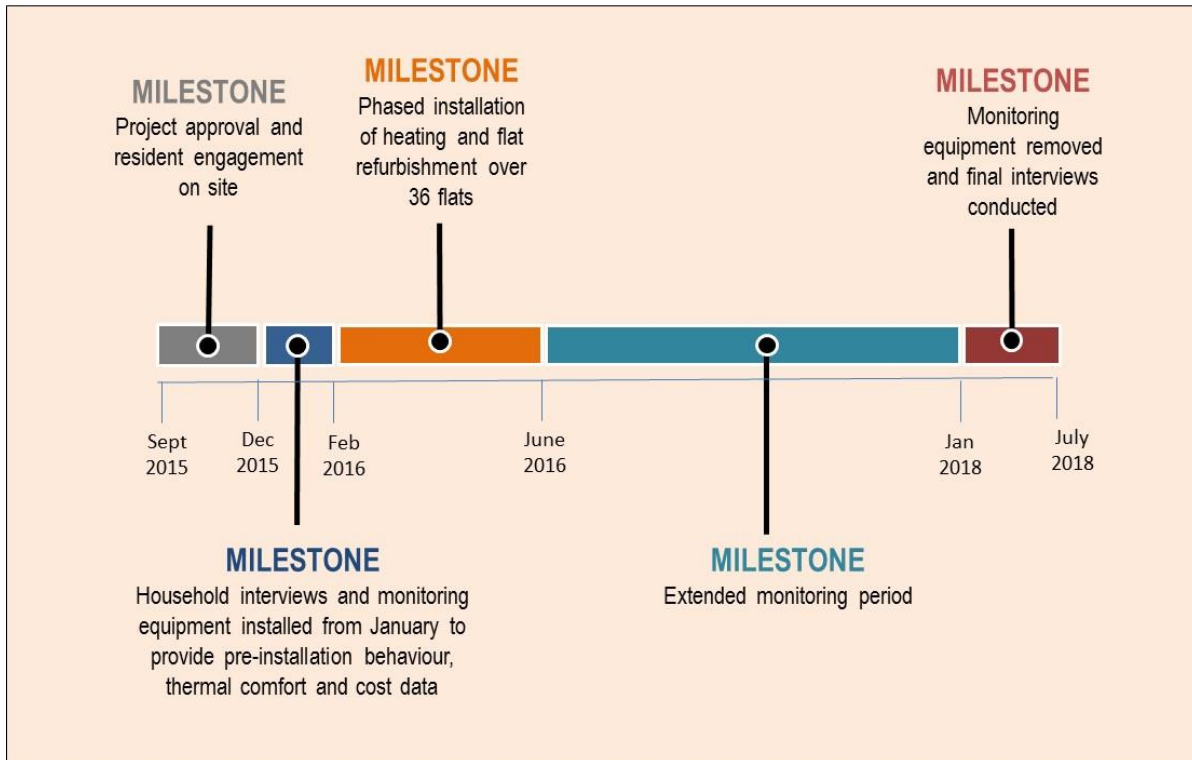 MILESTONE
Project approval and
resident engagement
on site
MILESTONE
Phased installation
of heating and flat
refurbishment over
36 flats
MILESTONE
Monitoring
equipment removed
and final interviews
conducted
Sept
2015
Dec
2015
Feb
2016
June
2016
Jan
2018
July
2018
MILESTONE
Household interviews and monitoring
equipment installed from January to
provide pre-installation behaviour,
thermal comfort and cost data
MILESTONE
Extended monitoring period